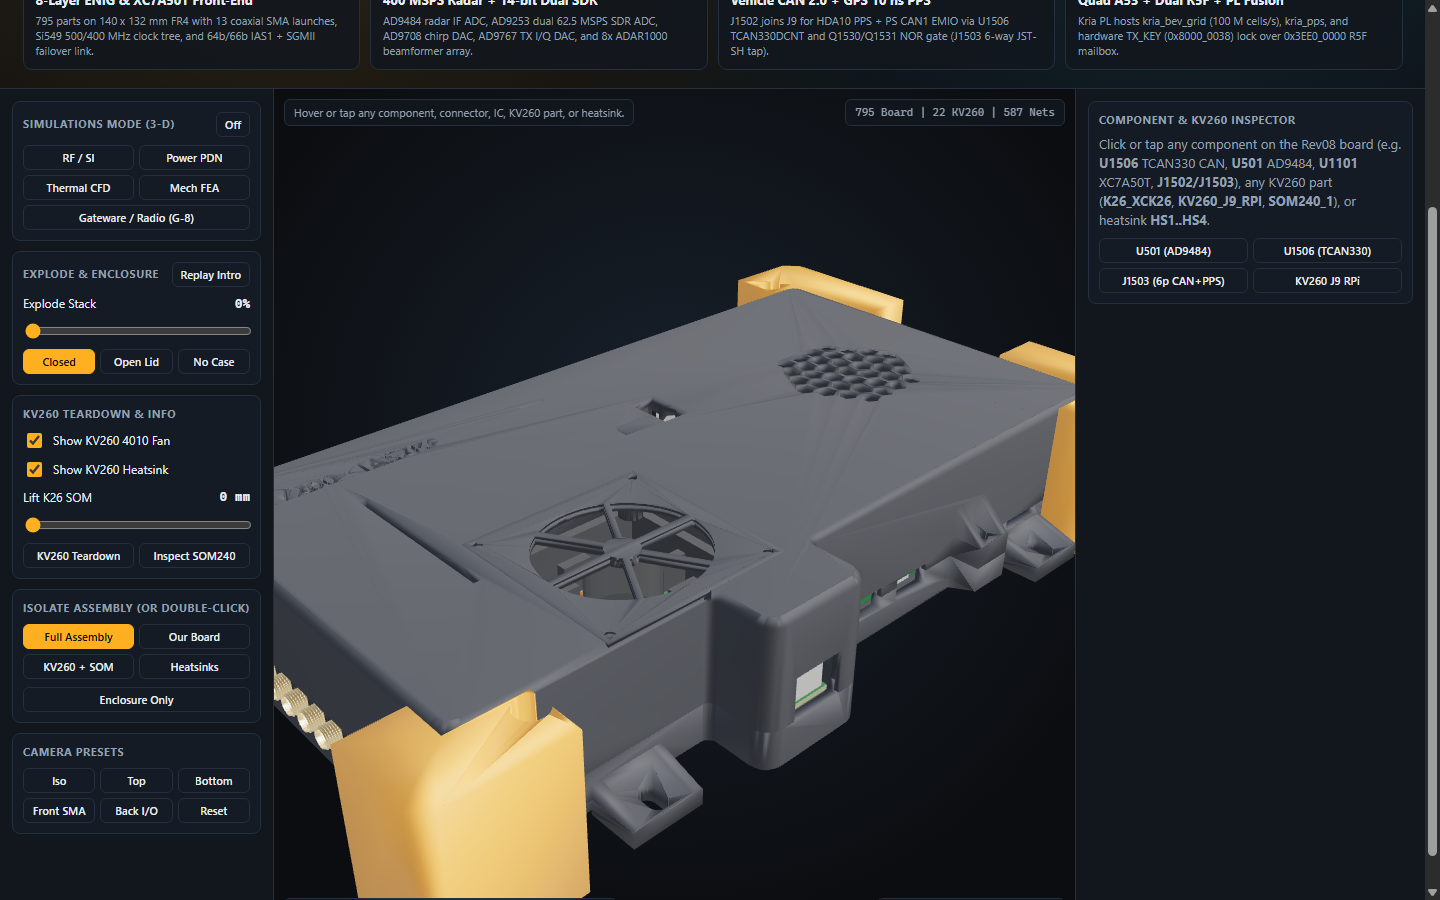 8-Layer ENIG & XC7A50T Front-End
795 parts on 140 x 132 mm FR4 with 13 coaxial SMA launches,
Si549 500/400 MHz clock tree, and 64b/66b IAS1 + SGMII
failover link.
400 MSPS Radar + 14-bit Dual SDR
AD9484 radar IF ADC, AD9253 dual 62.5 MSPS SDR ADC,
AD9708 chirp DAC, AD9767 TX I/Q DAC, and 8x ADAR1000
beamformer array.
Vehicle CAN 2.0 + GPS 10 ns PPS
J1502 joins J9 for HDA10 PPS + PS CAN1 EMIO via U1506
TCAN330DCNT and Q1530/Q1531 NOR gate (J1503 6-way JST-
SH tap).
Quad A53 + Dual R5F + PL Fusion
Kria PL hosts kria_bev_grid (100 M cells/s), kria_pps, and
hardware TX_KEY (0x8000_0038) lock over 0x3EE0_0000 R5F
mailbox.
SIMULATIONS MODE (3-D)
Off
RF / SI
Power PDN
Thermal CFD
Mech FEA
Gateware / Radio (G-8)
EXPLODE & ENCLOSURE
Replay Intro
Explode Stack
0%
Closed
Open Lid
No Case
KV260 TEARDOWN & INFO
Show KV260 4010 Fan
Show KV260 Heatsink
Lift K26 SOM
0 mm
KV260 Teardown
Inspect SOM240
ISOLATE ASSEMBLY (OR DOUBLE-CLICK)
Full Assembly
Our Board
KV260 + SOM
Heatsinks
Enclosure Only
CAMERA PRESETS
Iso
Top
Bottom
Front SMA
Back I/O
Reset
Hover or tap any component, connector, IC, KV260 part, or heatsink.
795 Board | 22 KV260 | 587 Nets
COMPONENT & KV260 INSPECTOR
Click or tap any component on the Rev08 board (e.g.
U1506 TCAN330 CAN, U501 AD9484, U1101
XC7A50T, J1502/J1503), any KV260 part
(K26_XCK26, KV260_J9_RPI, SOM240_1), or
heatsink HS1..HS4.
U501 (AD9484)
U1506 (TCAN330)
J1503 (6p CAN+PPS)
KV260 J9 RPi